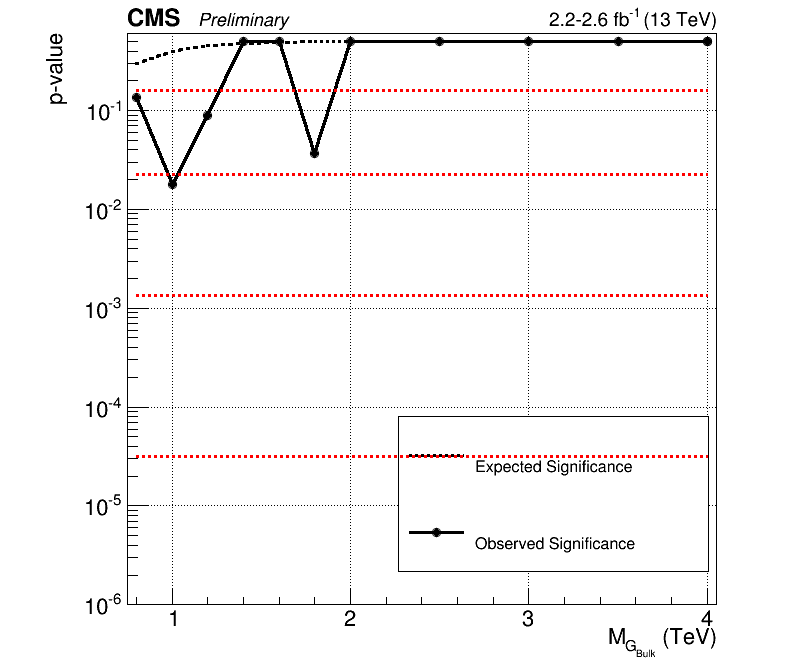 CMS Preliminary 2.2-2.6 fb⁻¹ (13 TeV)
p-value
10⁻¹
10⁻²
10⁻³
10⁻⁴
10⁻⁵
10⁻⁶
Expected Significance
Observed Significance
1 2 3 4
M_G_Bulk (TeV)